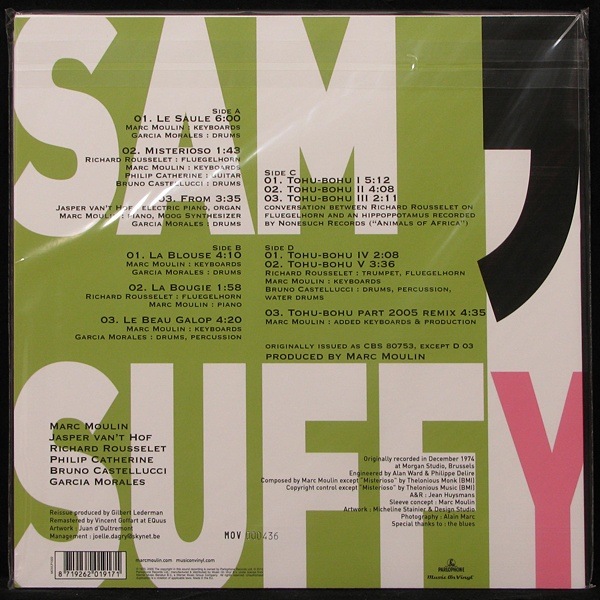 SAM'
SUFFY
SIDE A
01. LE SAULE 6:00
MARC MOULIN : KEYBOARDS
GARCIA MORALES : DRUMS
02. MISTERIOSO 1:43
RICHARD ROUSSELET : FLUEGELHORN
MARC MOULIN : KEYBOARDS
PHILIP CATHERINE : GUITAR
BRUNO CASTELLUCCI : DRUMS
03. FROM 3:35
JASPER VAN'T HOF : ELECTRIC PIANO, ORGAN
MARC MOULIN : PIANO, MOOG SYNTHESIZER
GARCIA MORALES : DRUMS
SIDE B
01. LA BLOUSE 4:10
MARC MOULIN : KEYBOARDS
GARCIA MORALES : DRUMS
02. LA BOUGIE 1:58
RICHARD ROUSSELET : FLUEGELHORN
MARC MOULIN : PIANO
03. LE BEAU GALOP 4:20
MARC MOULIN : KEYBOARDS
GARCIA MORALES : DRUMS, PERCUSSION
SIDE C
01. TOHU-BOHU I 5:12
02. TOHU-BOHU II 4:08
03. TOHU-BOHU III 2:11
CONVERSATION BETWEEN RICHARD ROUSSELET ON
FLUEGELHORN AND AN HIPPOPOTAMUS RECORDED
BY NONESUCH RECORDS ("ANIMALS OF AFRICA").
SIDE D
01. TOHU-BOHU IV 2:08
02. TOHU-BOHU V 3:36
RICHARD ROUSSELET : TRUMPET, FLUEGELHORN
MARC MOULIN : KEYBOARDS
BRUNO CASTELLUCCI : DRUMS, PERCUSSION,
WATER DRUMS
03. TOHU-BOHU PART 2005 REMIX 4:35
MARC MOULIN : ADDED KEYBOARDS & PRODUCTION
ORIGINALLY ISSUED AS CBS 80753, EXCEPT D 03
PRODUCED BY MARC MOULIN
MARC MOULIN
JASPER VAN'T HOF
RICHARD ROUSSELET
PHILIP CATHERINE
BRUNO CASTELLUCCI
GARCIA MORALES
Reissue produced by Gilbert Lederman
Remastered by Vincent Goffart at EQuus
Artwork : Juan d'Oultremont
Management : joelle.dagry@skynet.be
Originally recorded in December 1974
at Morgan Studio, Brussels
Engineered by Alan Ward & Philippe Delire
Composed by Marc Moulin except "Misterioso" by Thelonious Monk (BMI)
Copyright control except "Misterioso" by Thelonious Music (BMI)
A&R : Jean Huysmans
Sleeve concept : Marc Moulin
Artwork : Micheline Stainier & Design Studio
Photography : Alain Marc
Special thanks to : the blues
MOV 000436
8 719262 019171
marcmoulin.com musiconvinyl.com
PARLOPHONE
Music On Vinyl